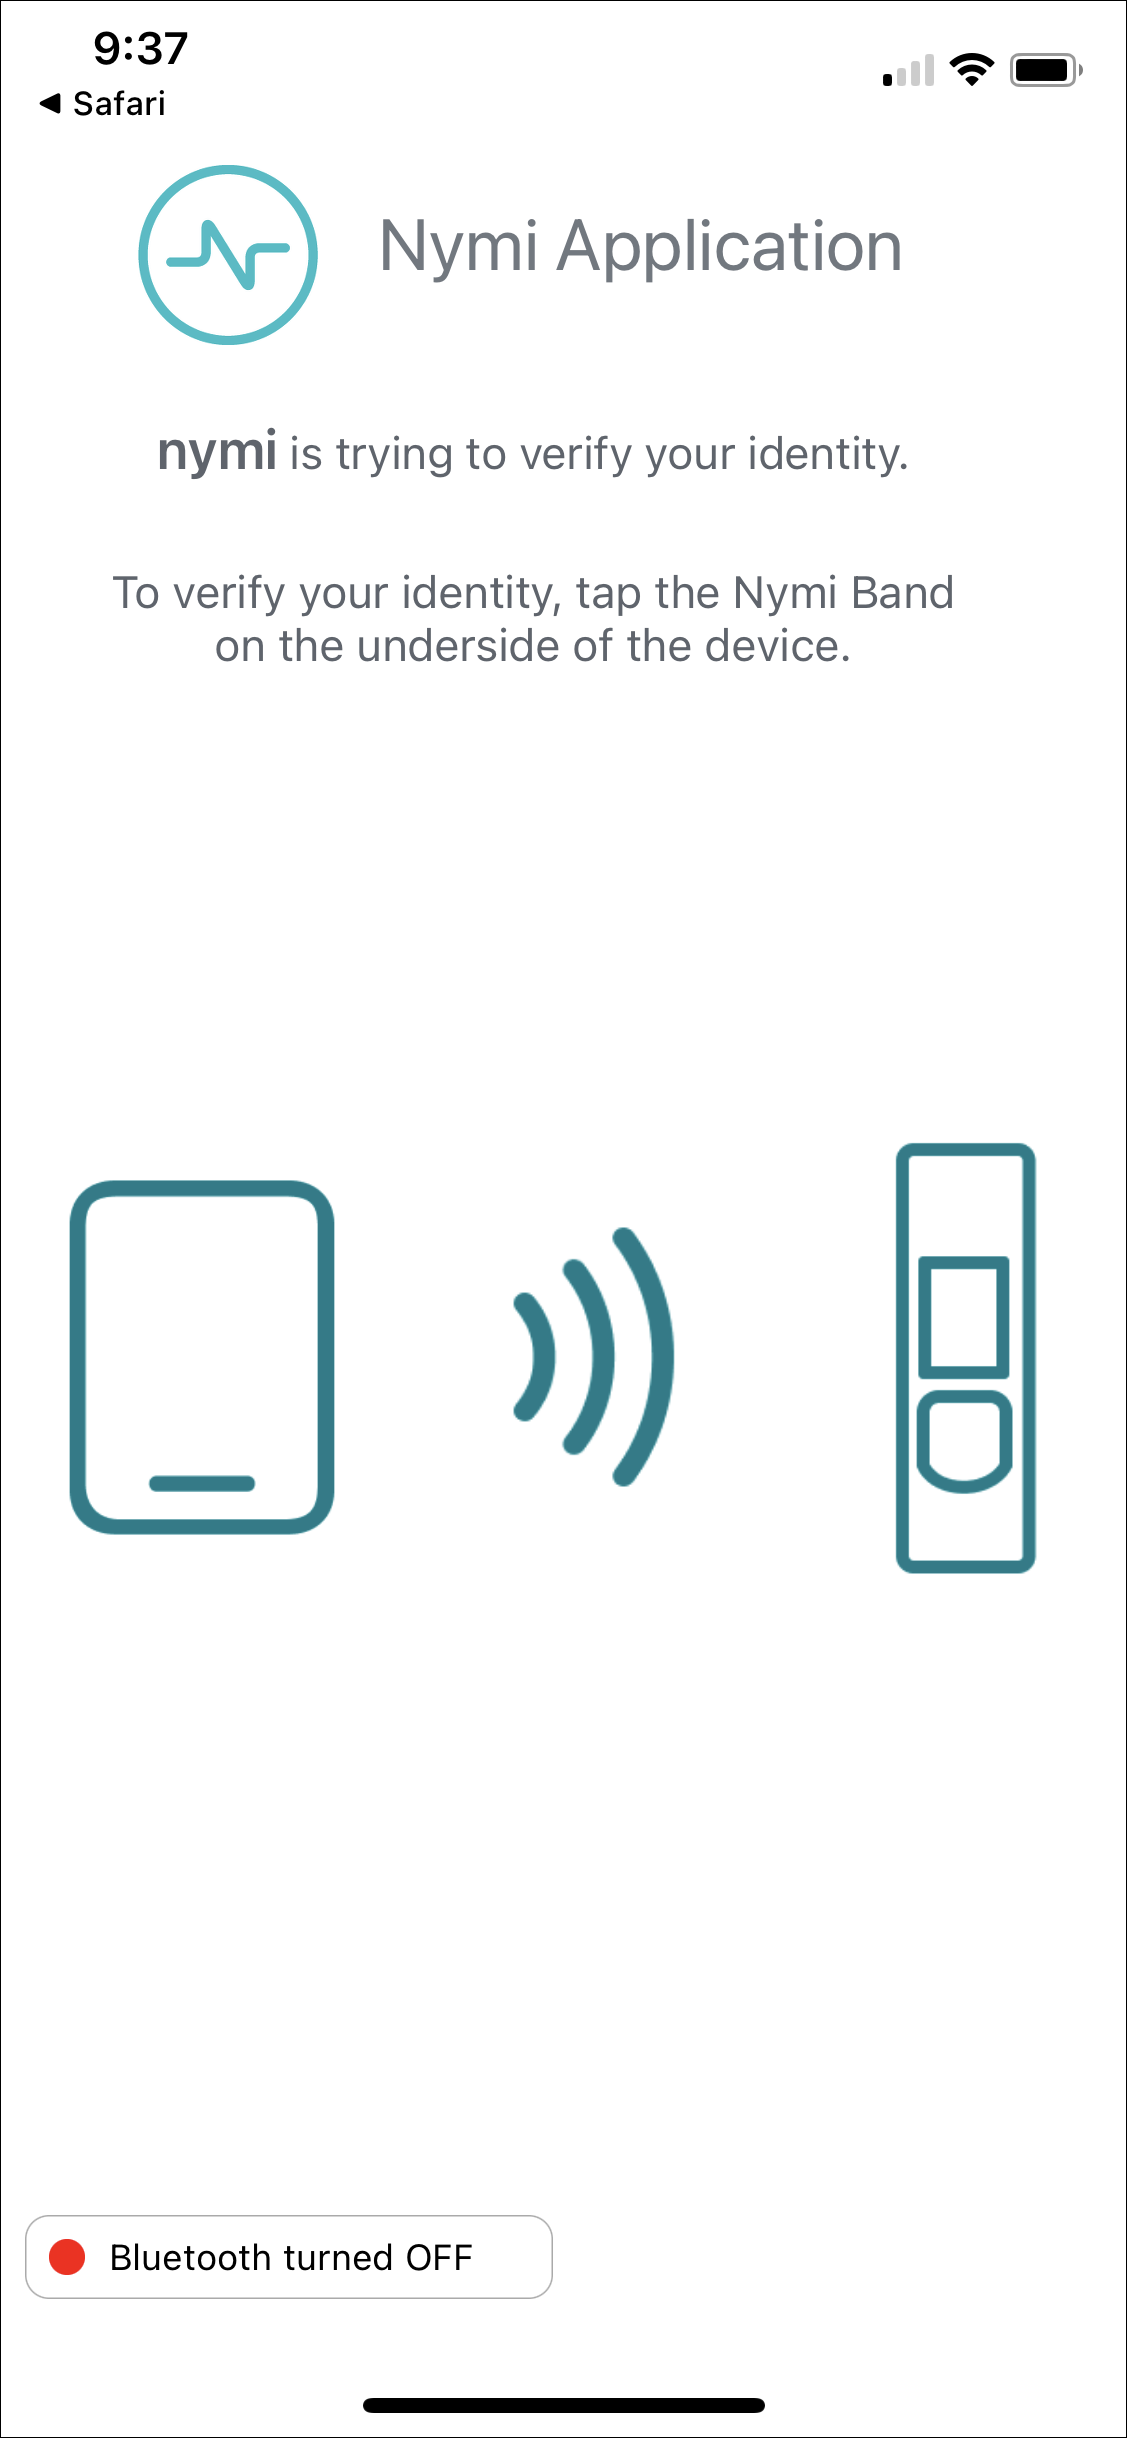 9:37
◀ Safari
Nymi Application
nymi is trying to verify your identity.
To verify your identity, tap the Nymi Band
on the underside of the device.
Bluetooth turned OFF